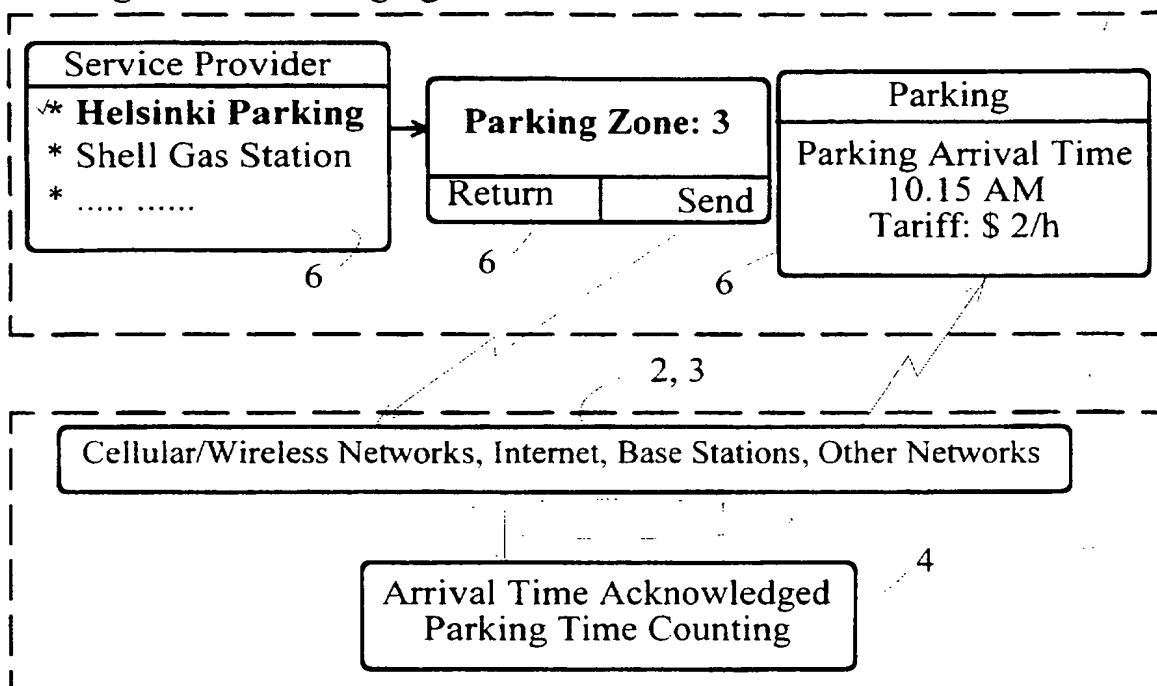 Service Provider
* Helsinki Parking
* Shell Gas Station
* ..... ......
6
Parking Zone: 3
Return
Send
6
Parking
Parking Arrival Time
10.15 AM
Tariff: $ 2/h
6
2, 3
Cellular/Wireless Networks, Internet, Base Stations, Other Networks
4
Arrival Time Acknowledged
Parking Time Counting